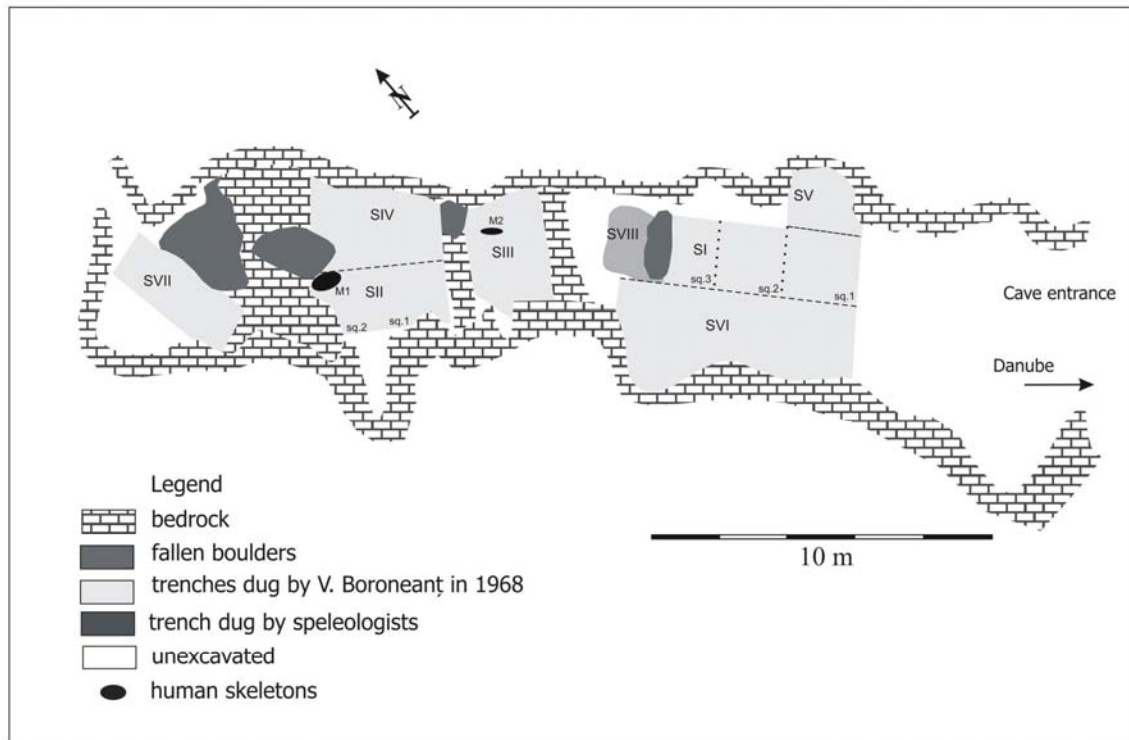 N
SV
SIV
M2
SVIII
SI
SIII
SVII
SII
M1
sq.3
sq.2
sq.1
Cave entrance
sq.2
sq.1
SVI
Danube
Legend
bedrock
fallen boulders
trenches dug by V. Boroneanț in 1968
trench dug by speleologists
unexcavated
human skeletons
10 m